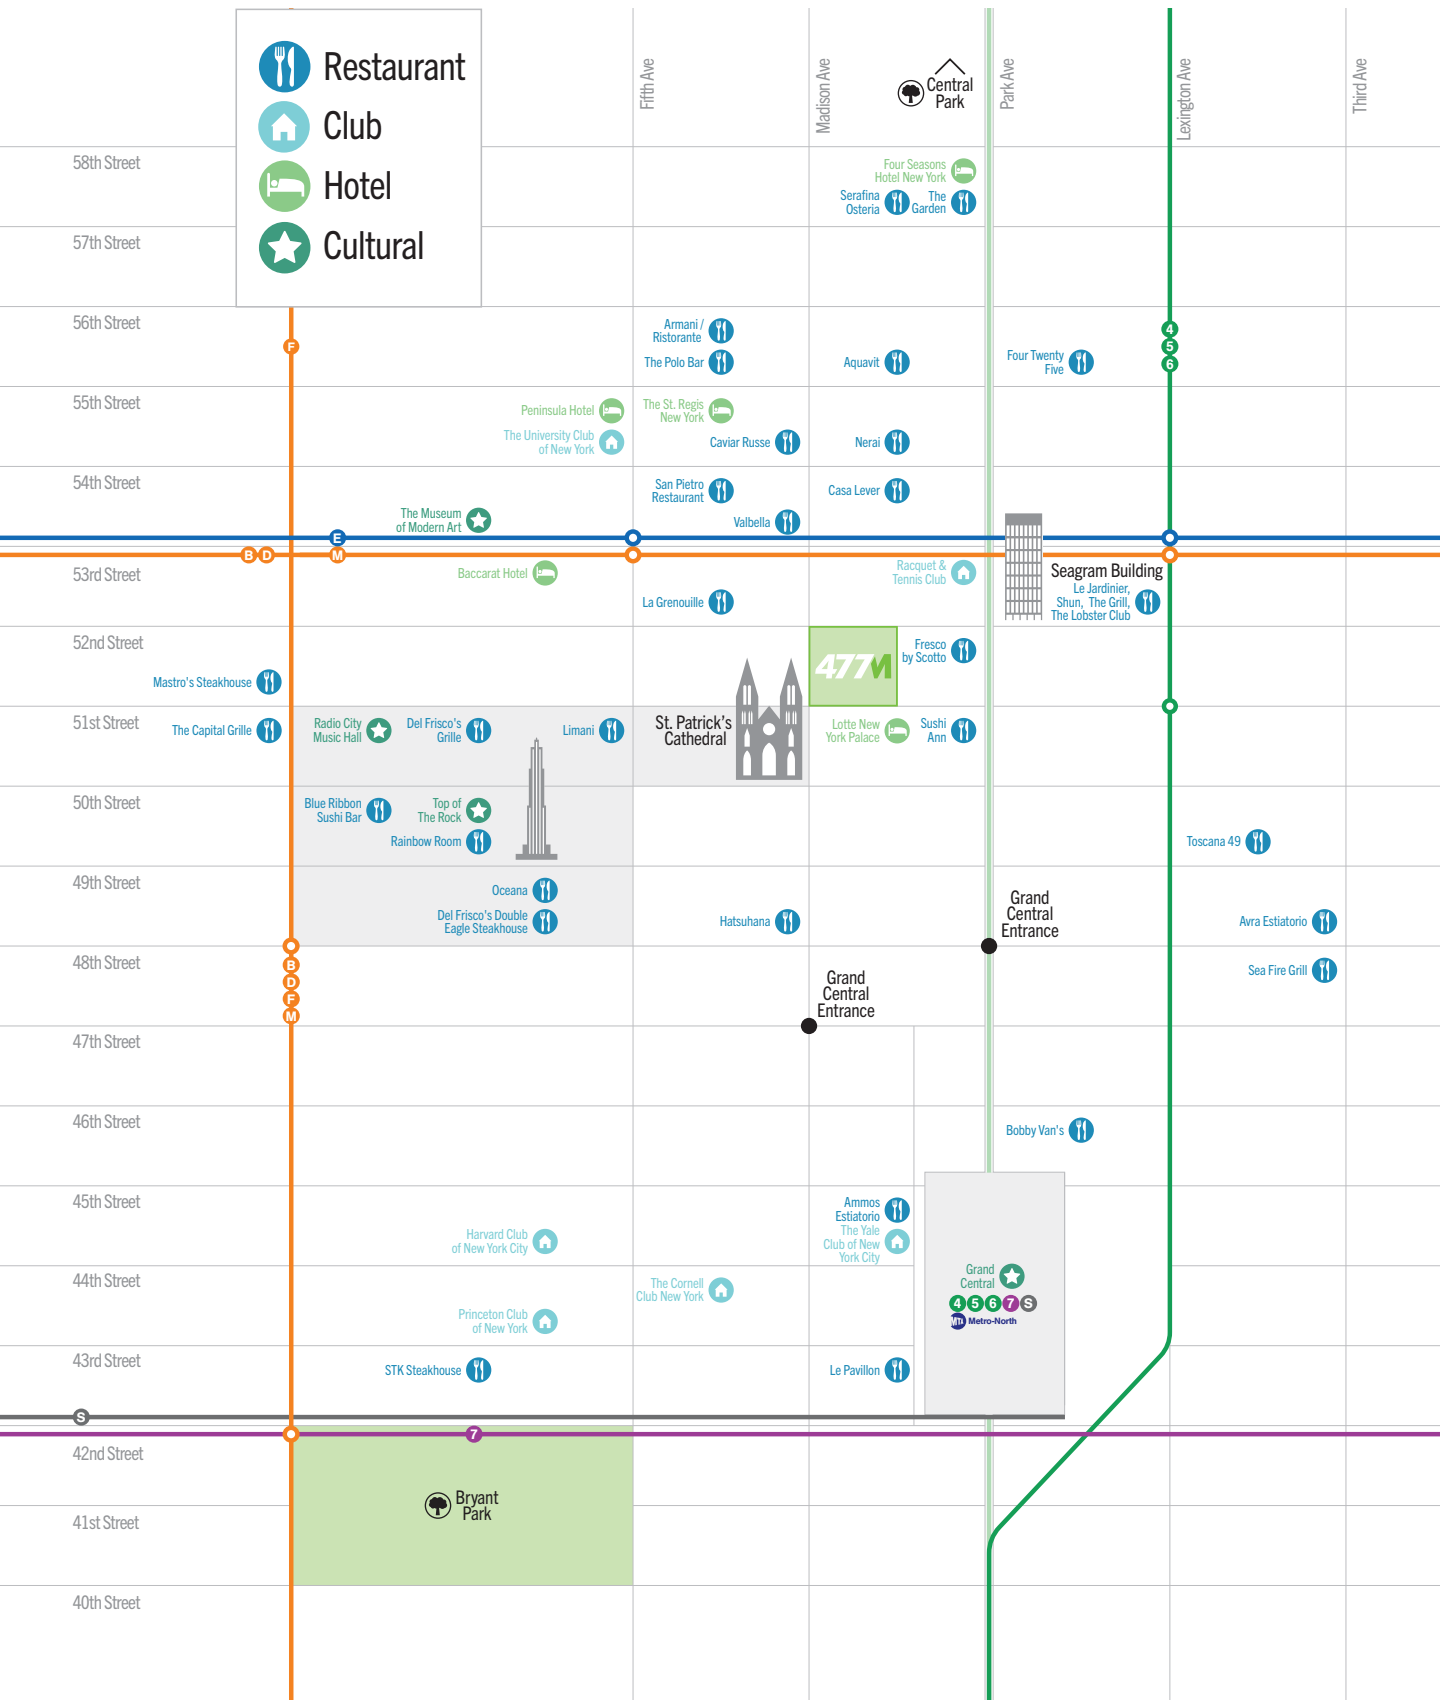 Restaurant
Club
Hotel
Cultural
Fifth Ave
Madison Ave
Central
Park
Park Ave
Lexington Ave
Third Ave
58th Street
Four Seasons
Hotel New York
Serafina
Osteria
The
Garden
57th Street
56th Street
F
Armani /
Ristorante
The Polo Bar
Aquavit
Four Twenty
Five
4
5
6
55th Street
Peninsula Hotel
The St. Regis
New York
The University Club
of New York
Caviar Russe
Nerai
54th Street
San Pietro
Restaurant
Casa Lever
The Museum
of Modern Art
Valbella
E
B D M
53rd Street
Baccarat Hotel
Racquet &
Tennis Club
Seagram Building
Le Jardinier,
Shun, The Grill,
The Lobster Club
La Grenouille
52nd Street
477M
Fresco
by Scotto
Mastro's Steakhouse
51st Street
The Capital Grille
Radio City
Music Hall
Del Frisco's
Grille
Limani
St. Patrick's
Cathedral
Lotte New
York Palace
Sushi
Ann
50th Street
Blue Ribbon
Sushi Bar
Top of
The Rock
Rainbow Room
Toscana 49
49th Street
Oceana
Del Frisco's Double
Eagle Steakhouse
Hatsuhana
Grand
Central
Entrance
Avra Estiatorio
48th Street
B
D
F
M
Grand
Central
Entrance
Sea Fire Grill
47th Street
46th Street
Bobby Van's
45th Street
Ammos
Estiatorio
The Yale
Club of New
York City
Harvard Club
of New York City
44th Street
The Cornell
Club New York
Princeton Club
of New York
Grand
Central
4 5 6 7 S
MTA Metro-North
43rd Street
STK Steakhouse
Le Pavillon
S
7
42nd Street
Bryant
Park
41st Street
40th Street